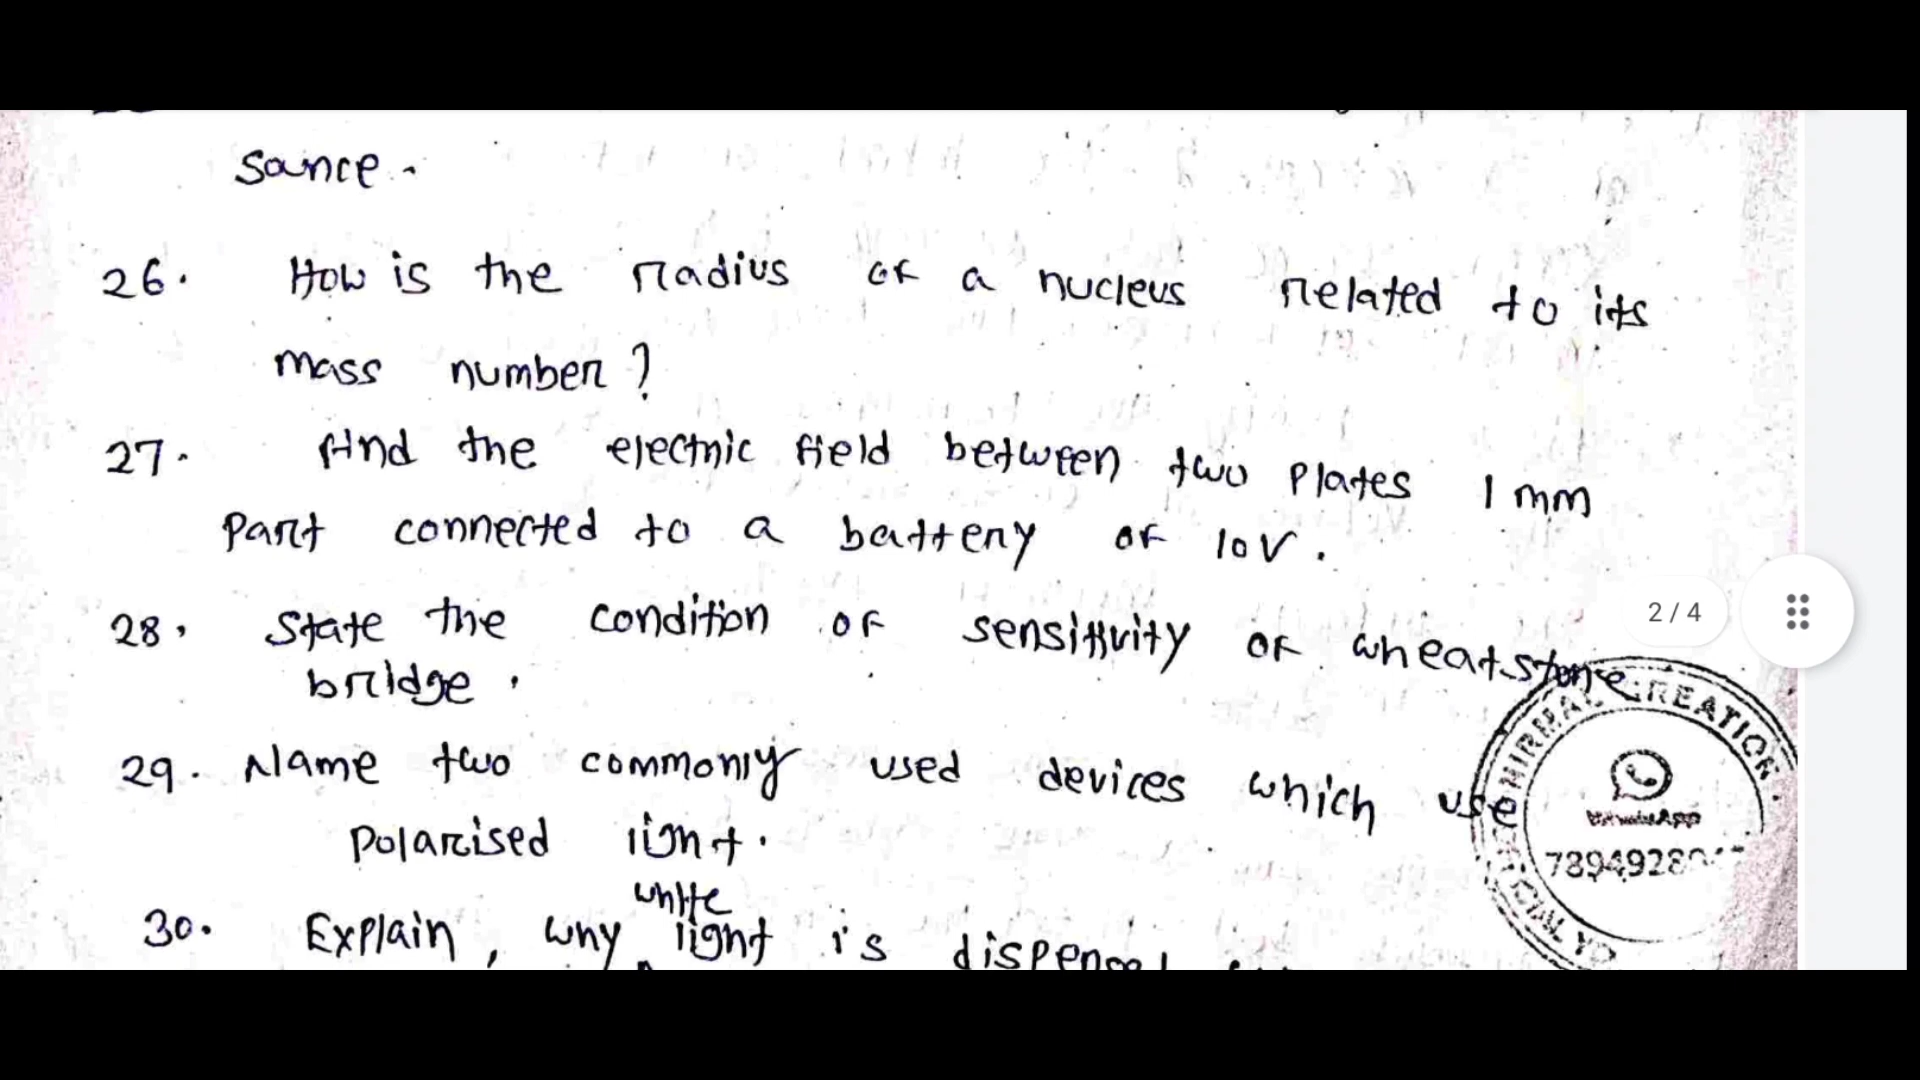 sance.
26. How is the radius of a nucleus related to its
mass number?
27. Find the electric field between two plates 1 mm
part connected to a battery of 10V.
28. State the condition of sensitivity of wheatstone
bridge.
29. Name two commonly used devices which use
polarised light.
white
30. Explain, why light is
2/4
NIRMAL CREATION
WhatsApp